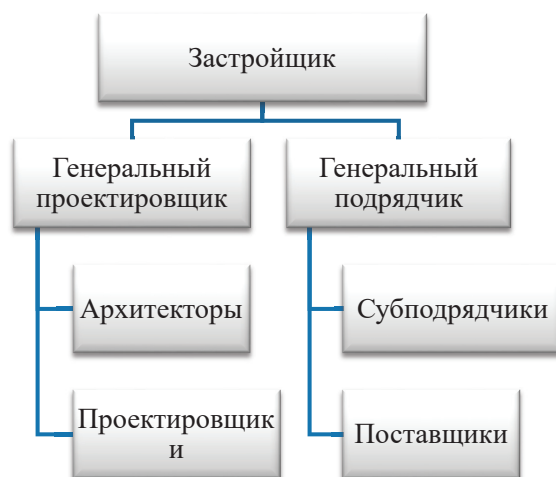 Застройщик
Генеральный
проектировщик
Генеральный
подрядчик
Архитекторы
Субподрядчики
Проектировщик
и
Поставщики